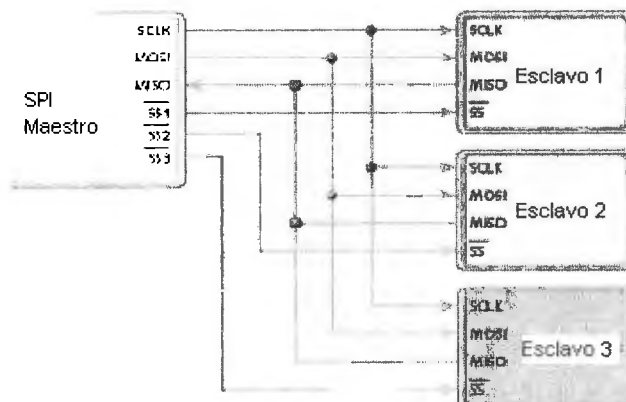 SPI
Maestro
SCLK
MOSI
MISO
SS1
SS2
SS3
SCLK
MOSI
MISO
SS
Esclavo 1
SCLK
MOSI
MISO
SS
Esclavo 2
SCLK
MOSI
MISO
SS
Esclavo 3